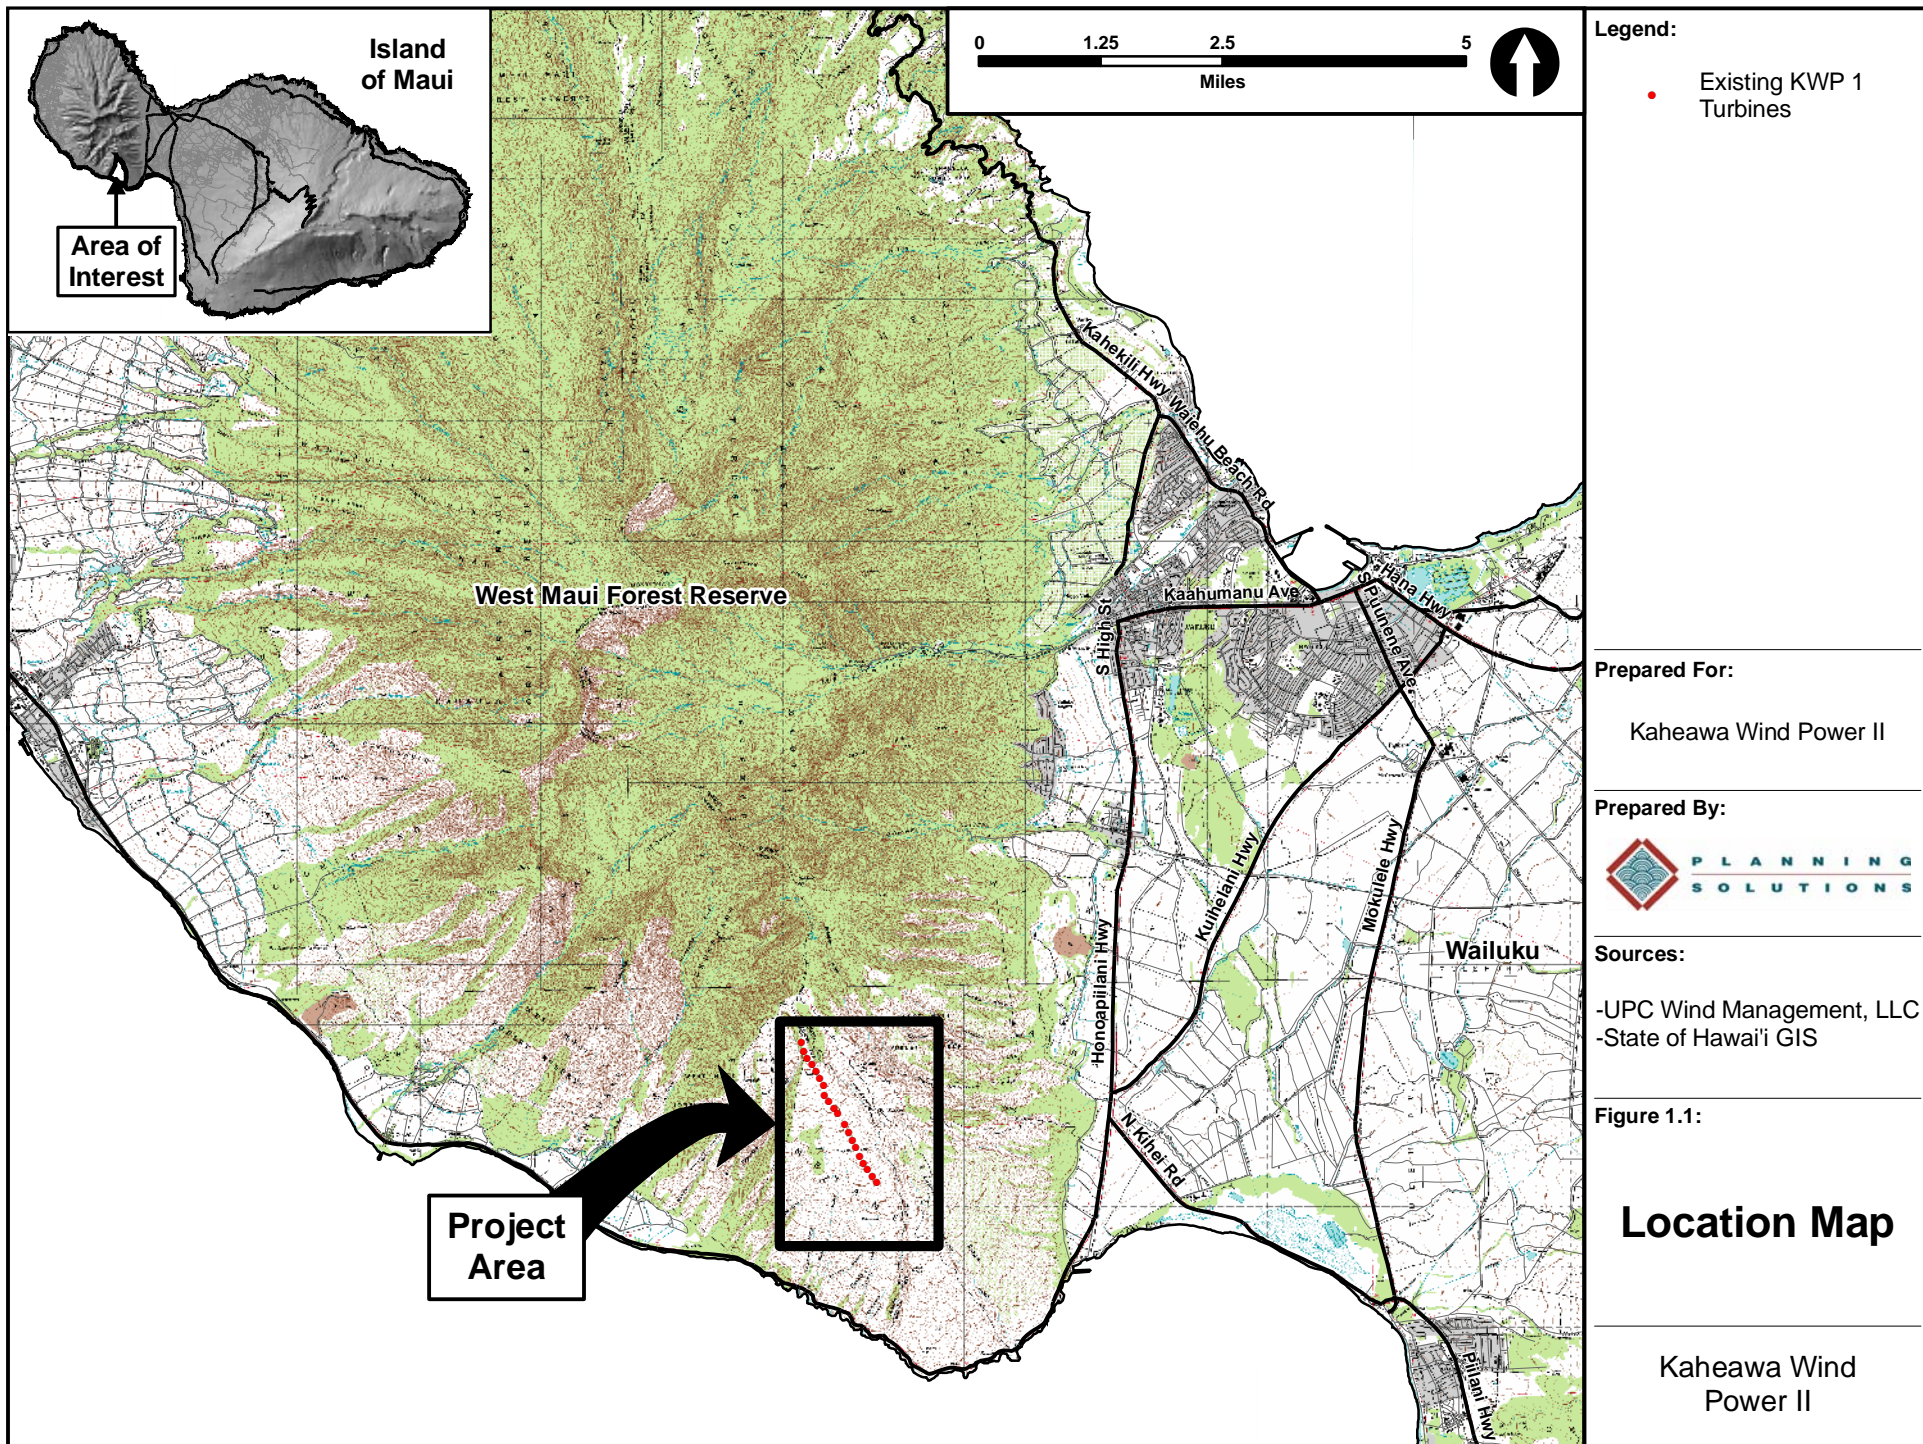 Island
of Maui
Area of
Interest
0 1.25 2.5 5
Miles
Kahekili Hwy
Waiehu Beach Rd
West Maui Forest Reserve
Kaahumanu Ave
S High St
Hana Hwy
S Puunene Ave
Honoapiilani Hwy
Kuihelani Hwy
Mokulele Hwy
Wailuku
N Kihei Rd
Piilani Hwy
Project
Area
Legend:
Existing KWP 1
Turbines
Prepared For:
Kaheawa Wind Power II
Prepared By:
PLANNING
SOLUTIONS
Sources:
-UPC Wind Management, LLC
-State of Hawai'i GIS
Figure 1.1:
Location Map
Kaheawa Wind
Power II